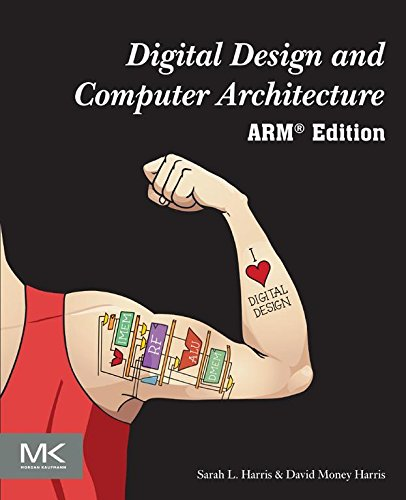 Digital Design and
Computer Architecture
ARM® Edition
I
DIGITAL
DESIGN
IMEM
RF
ALU
DMEM
MK
MORGAN KAUFMANN
Sarah L. Harris & David Money Harris